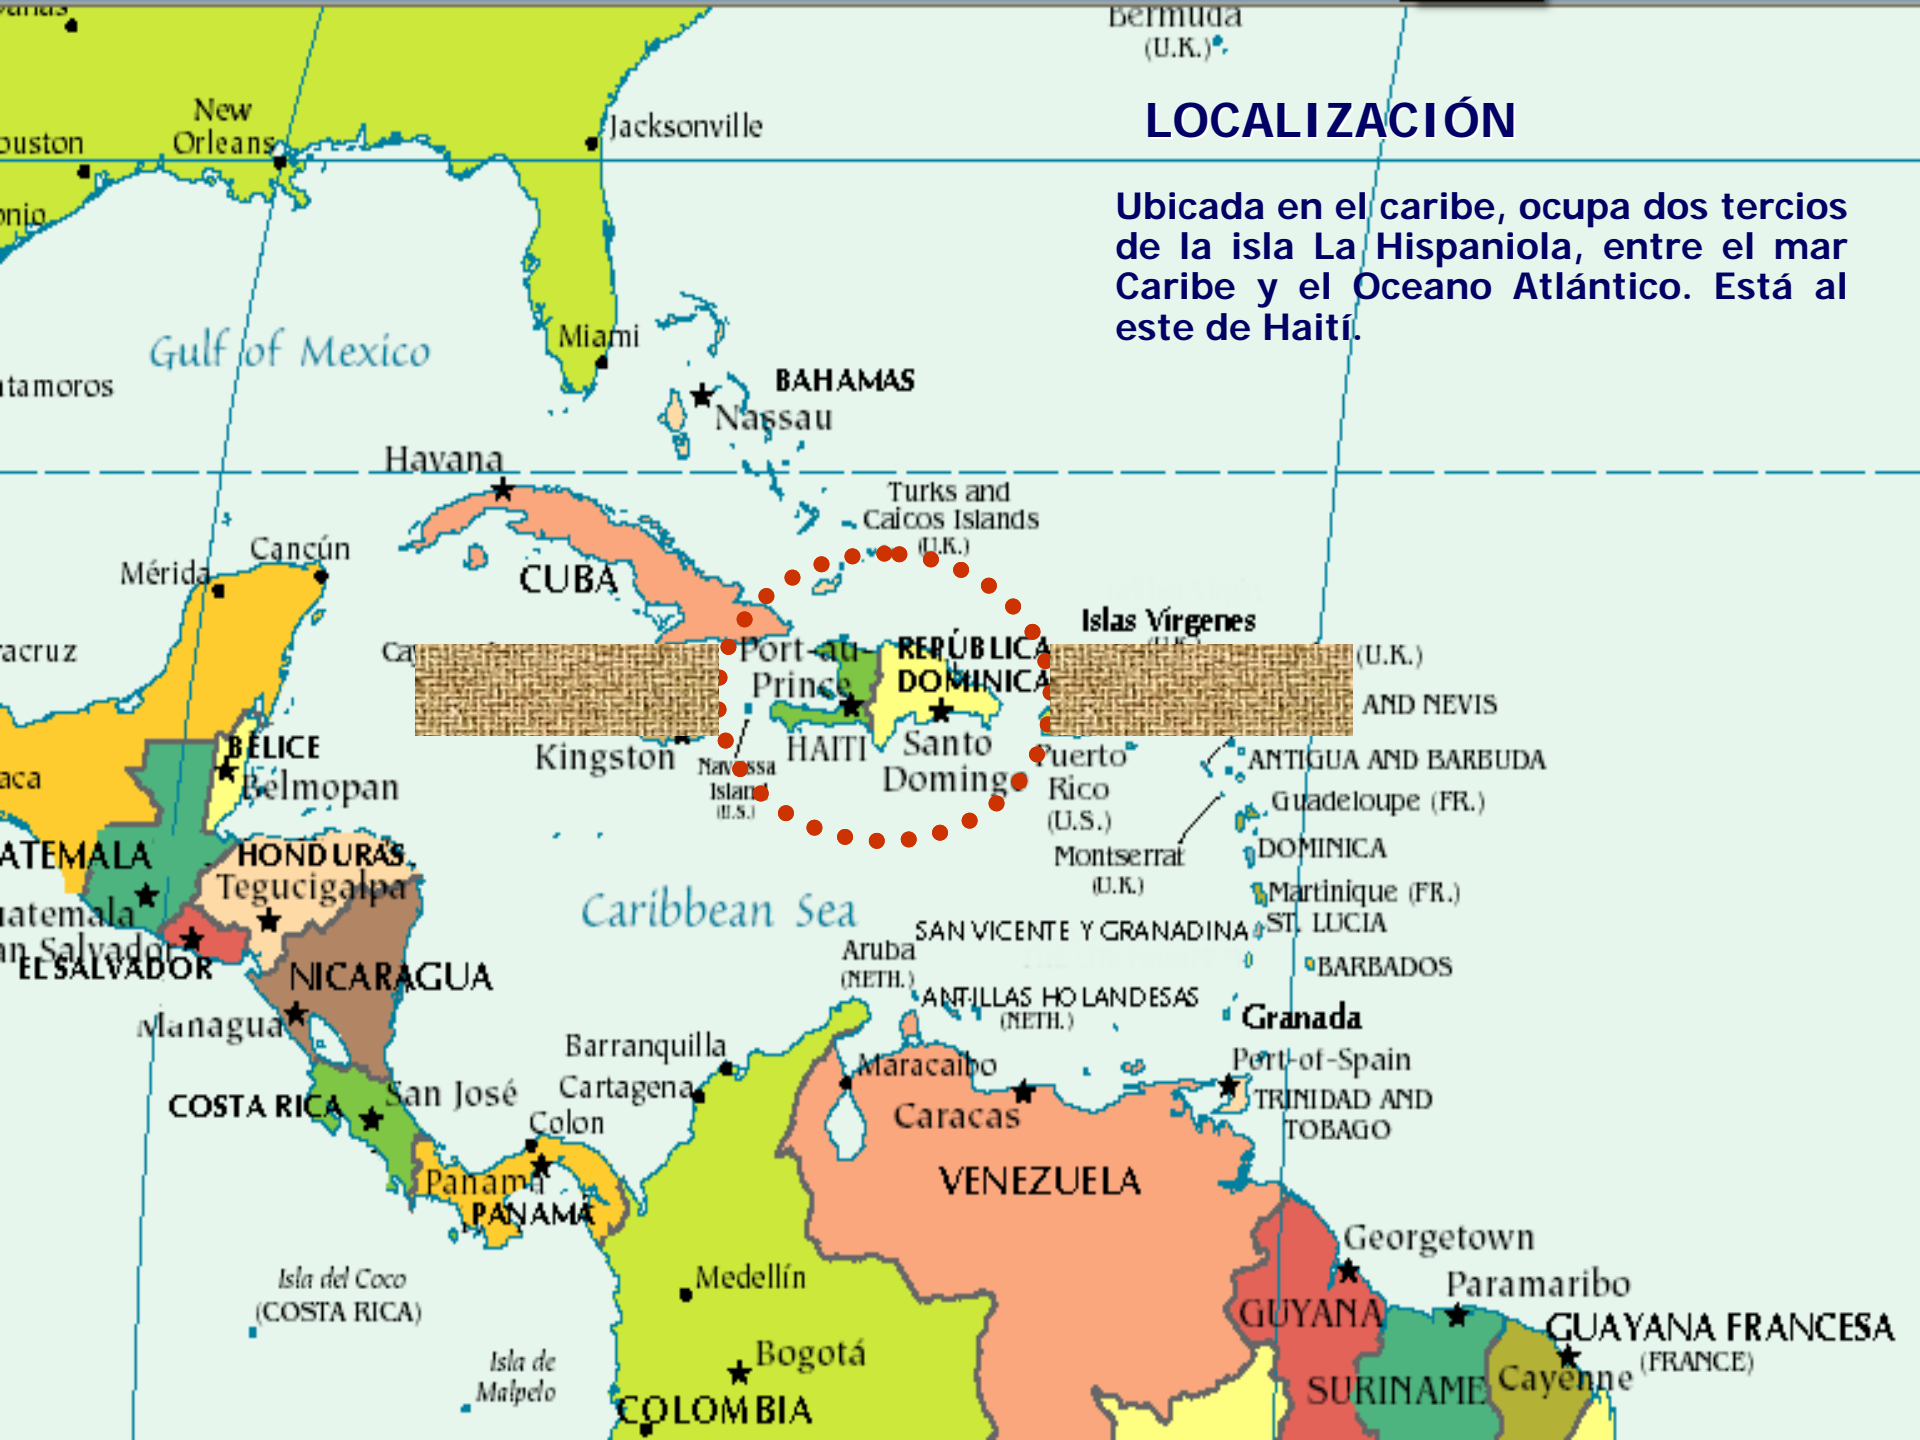 Bermuda
(U.K.)
LOCALIZACIÓN
New
Orleans
Jacksonville
Ubicada en el caribe, ocupa dos tercios
de la isla La Hispaniola, entre el mar
Caribe y el Oceano Atlántico. Está al
este de Haití.
Gulf of Mexico
Miami
BAHAMAS
Nassau
Havana
Turks and
Caicos Islands
(U.K.)
Cancún
Mérida
CUBA
Islas Vírgenes
Port-au-
Prince
REPÚBLICA
DOMINICA
(U.K.)
AND NEVIS
HAITI
Santo
Domingo
Kingston
Navassa
Island
(U.S.)
Puerto
Rico
(U.S.)
BELICE
Belmopan
ANTIGUA AND BARBUDA
Guadeloupe (FR.)
Montserrat
(U.K.)
DOMINICA
Martinique (FR.)
ST. LUCIA
HONDURAS
Tegucigalpa
Caribbean Sea
SAN VICENTE Y GRANADINA
BARBADOS
Aruba
(NETH.)
ANTILLAS HOLANDESAS
(NETH.)
Granada
EL SALVADOR
NICARAGUA
Managua
Port-of-Spain
TRINIDAD AND
TOBAGO
Barranquilla
Cartagena
Maracaibo
Caracas
COSTA RICA
San José
Colon
Panama
PANAMÁ
VENEZUELA
Isla del Coco
(COSTA RICA)
Medellín
Georgetown
Paramaribo
GUYANA
GUAYANA FRANCESA
(FRANCE)
Isla de
Malpelo
Bogotá
SURINAME
Cayenne
COLOMBIA